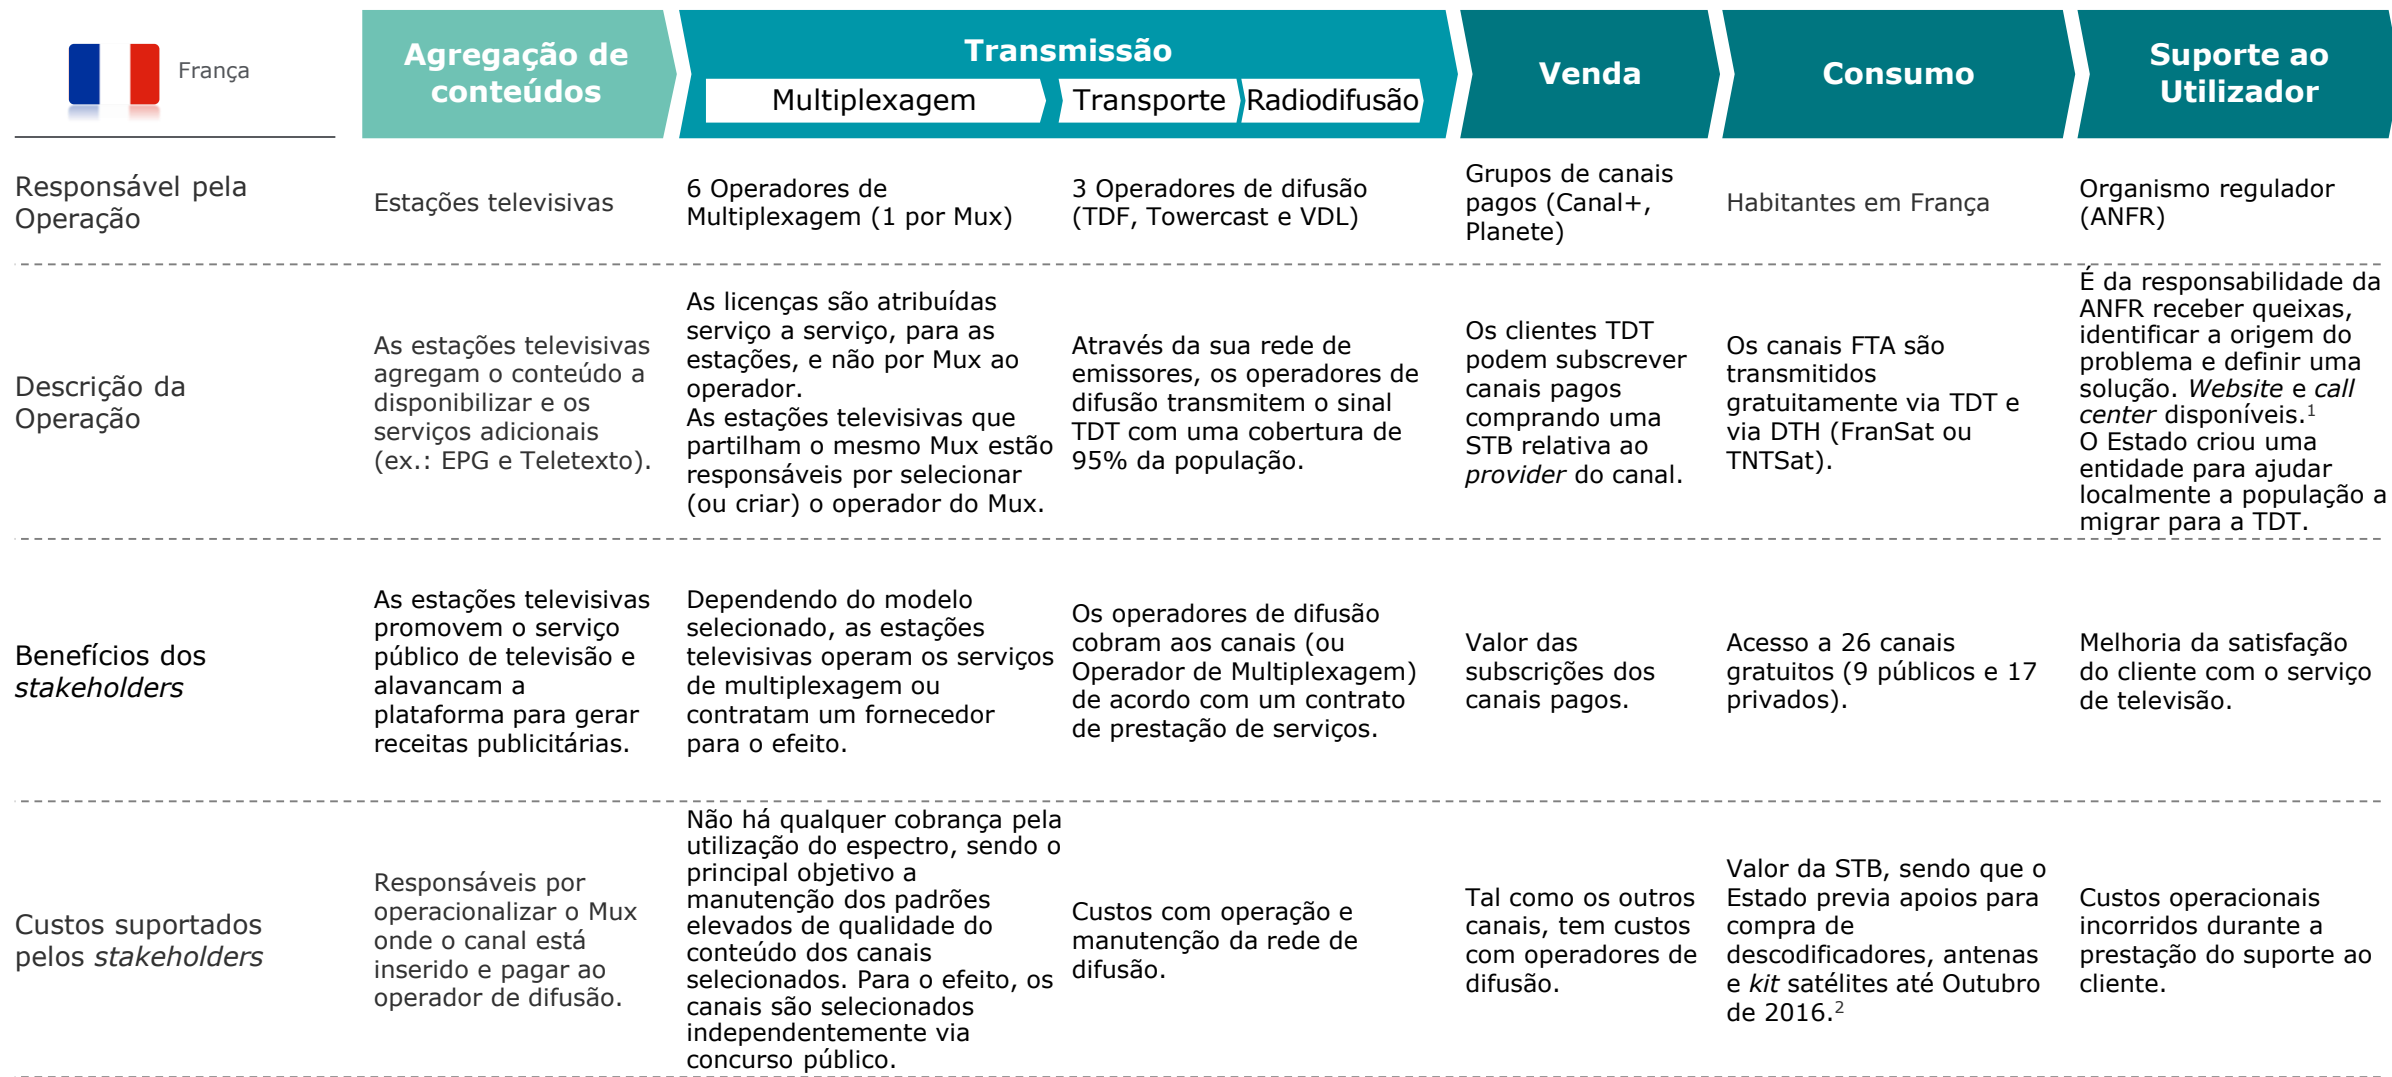 França
Agregação de
conteúdos
Transmissão
Multiplexagem
Transporte
Radiodifusão
Venda
Consumo
Suporte ao
Utilizador
Responsável pela
Operação
Estações televisivas
6 Operadores de
Multiplexagem (1 por Mux)
3 Operadores de difusão
(TDF, Towercast e VDL)
Grupos de canais
pagos (Canal+,
Planete)
Habitantes em França
Organismo regulador
(ANFR)
Descrição da
Operação
As estações televisivas
agregam o conteúdo a
disponibilizar e os
serviços adicionais
(ex.: EPG e Teletexto).
As licenças são atribuídas
serviço a serviço, para as
estações, e não por Mux ao
operador.
As estações televisivas que
partilham o mesmo Mux estão
responsáveis por selecionar
(ou criar) o operador do Mux.
Através da sua rede de
emissores, os operadores de
difusão transmitem o sinal
TDT com uma cobertura de
95% da população.
Os clientes TDT
podem subscrever
canais pagos
comprando uma
STB relativa ao
provider do canal.
Os canais FTA são
transmitidos
gratuitamente via TDT e
via DTH (FranSat ou
TNTSat).
É da responsabilidade da
ANFR receber queixas,
identificar a origem do
problema e definir uma
solução. Website e call
center disponíveis.1
O Estado criou uma
entidade para ajudar
localmente a população a
migrar para a TDT.
Benefícios dos
stakeholders
As estações televisivas
promovem o serviço
público de televisão e
alavancam a
plataforma para gerar
receitas publicitárias.
Dependendo do modelo
selecionado, as estações
televisivas operam os serviços
de multiplexagem ou
contratam um fornecedor
para o efeito.
Os operadores de difusão
cobram aos canais (ou
Operador de Multiplexagem)
de acordo com um contrato
de prestação de serviços.
Valor das
subscrições dos
canais pagos.
Acesso a 26 canais
gratuitos (9 públicos e 17
privados).
Melhoria da satisfação
do cliente com o serviço
de televisão.
Custos suportados
pelos stakeholders
Responsáveis por
operacionalizar o Mux
onde o canal está
inserido e pagar ao
operador de difusão.
Não há qualquer cobrança pela
utilização do espectro, sendo o
principal objetivo a
manutenção dos padrões
elevados de qualidade do
conteúdo dos canais
selecionados. Para o efeito, os
canais são selecionados
independentemente via
concurso público.
Custos com operação e
manutenção da rede de
difusão.
Tal como os outros
canais, tem custos
com operadores de
difusão.
Valor da STB, sendo que o
Estado previa apoios para
compra de
descodificadores, antenas
e kit satélites até Outubro
de 2016.2
Custos operacionais
incorridos durante a
prestação do suporte ao
cliente.